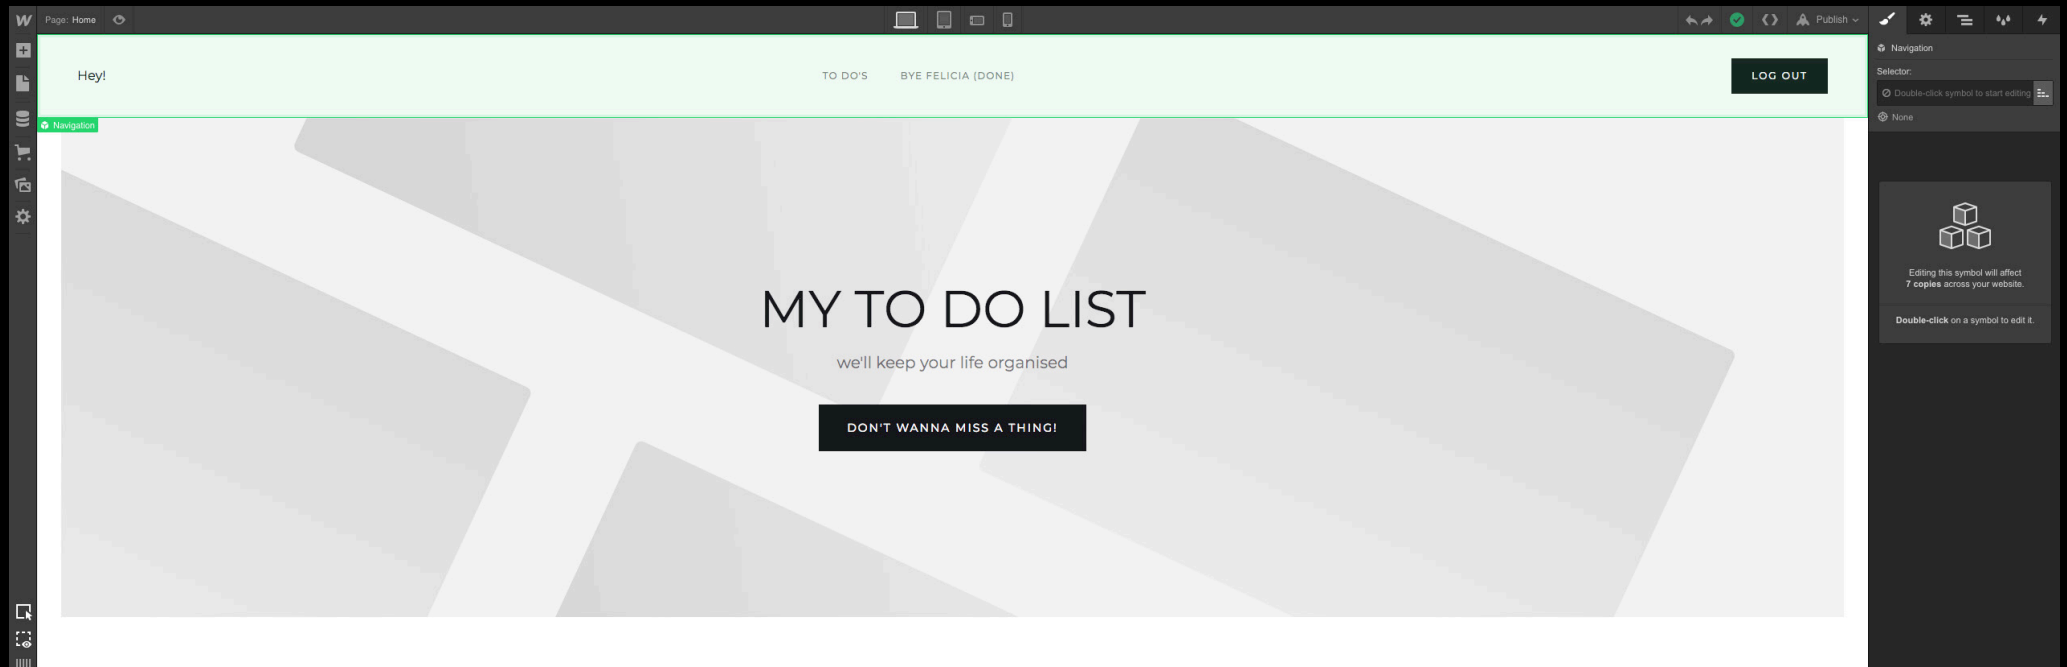 W
Page: Home
Publish
Hey!
TO DO'S
BYE FELICIA (DONE)
LOG OUT
Navigation
MY TO DO LIST
we'll keep your life organised
DON'T WANNA MISS A THING!
Navigation
Selector:
Double-click symbol to start editing
None
Editing this symbol will affect
7 copies across your website.
Double-click on a symbol to edit it.